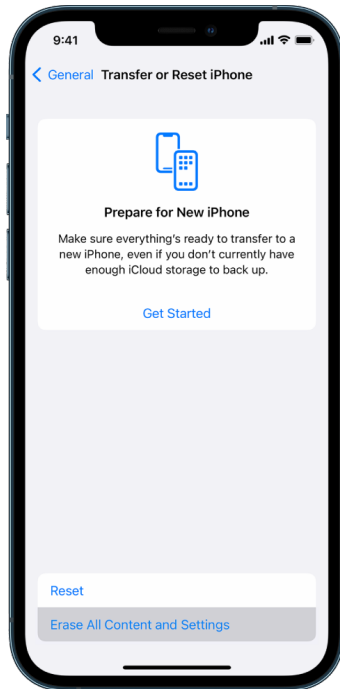 9:41
General Transfer or Reset iPhone
Prepare for New iPhone
Make sure everything's ready to transfer to a
new iPhone, even if you don't currently have
enough iCloud storage to back up.
Get Started
Reset
Erase All Content and Settings